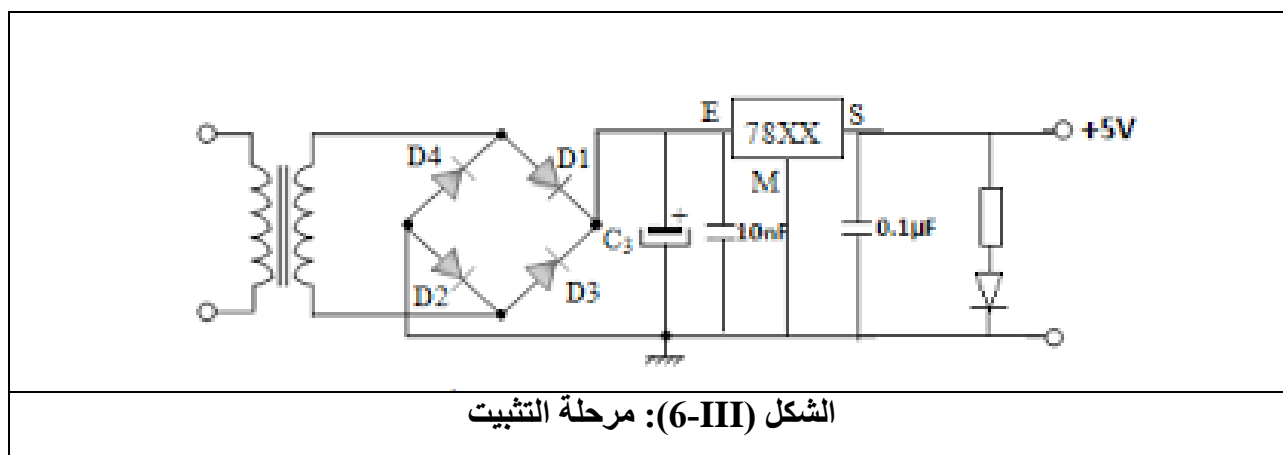 E 78XX S +5V
D4 D1
M
C3 + 10nF 0.1µF
D2 D3
الشكل (6-III): مرحلة التثبيت